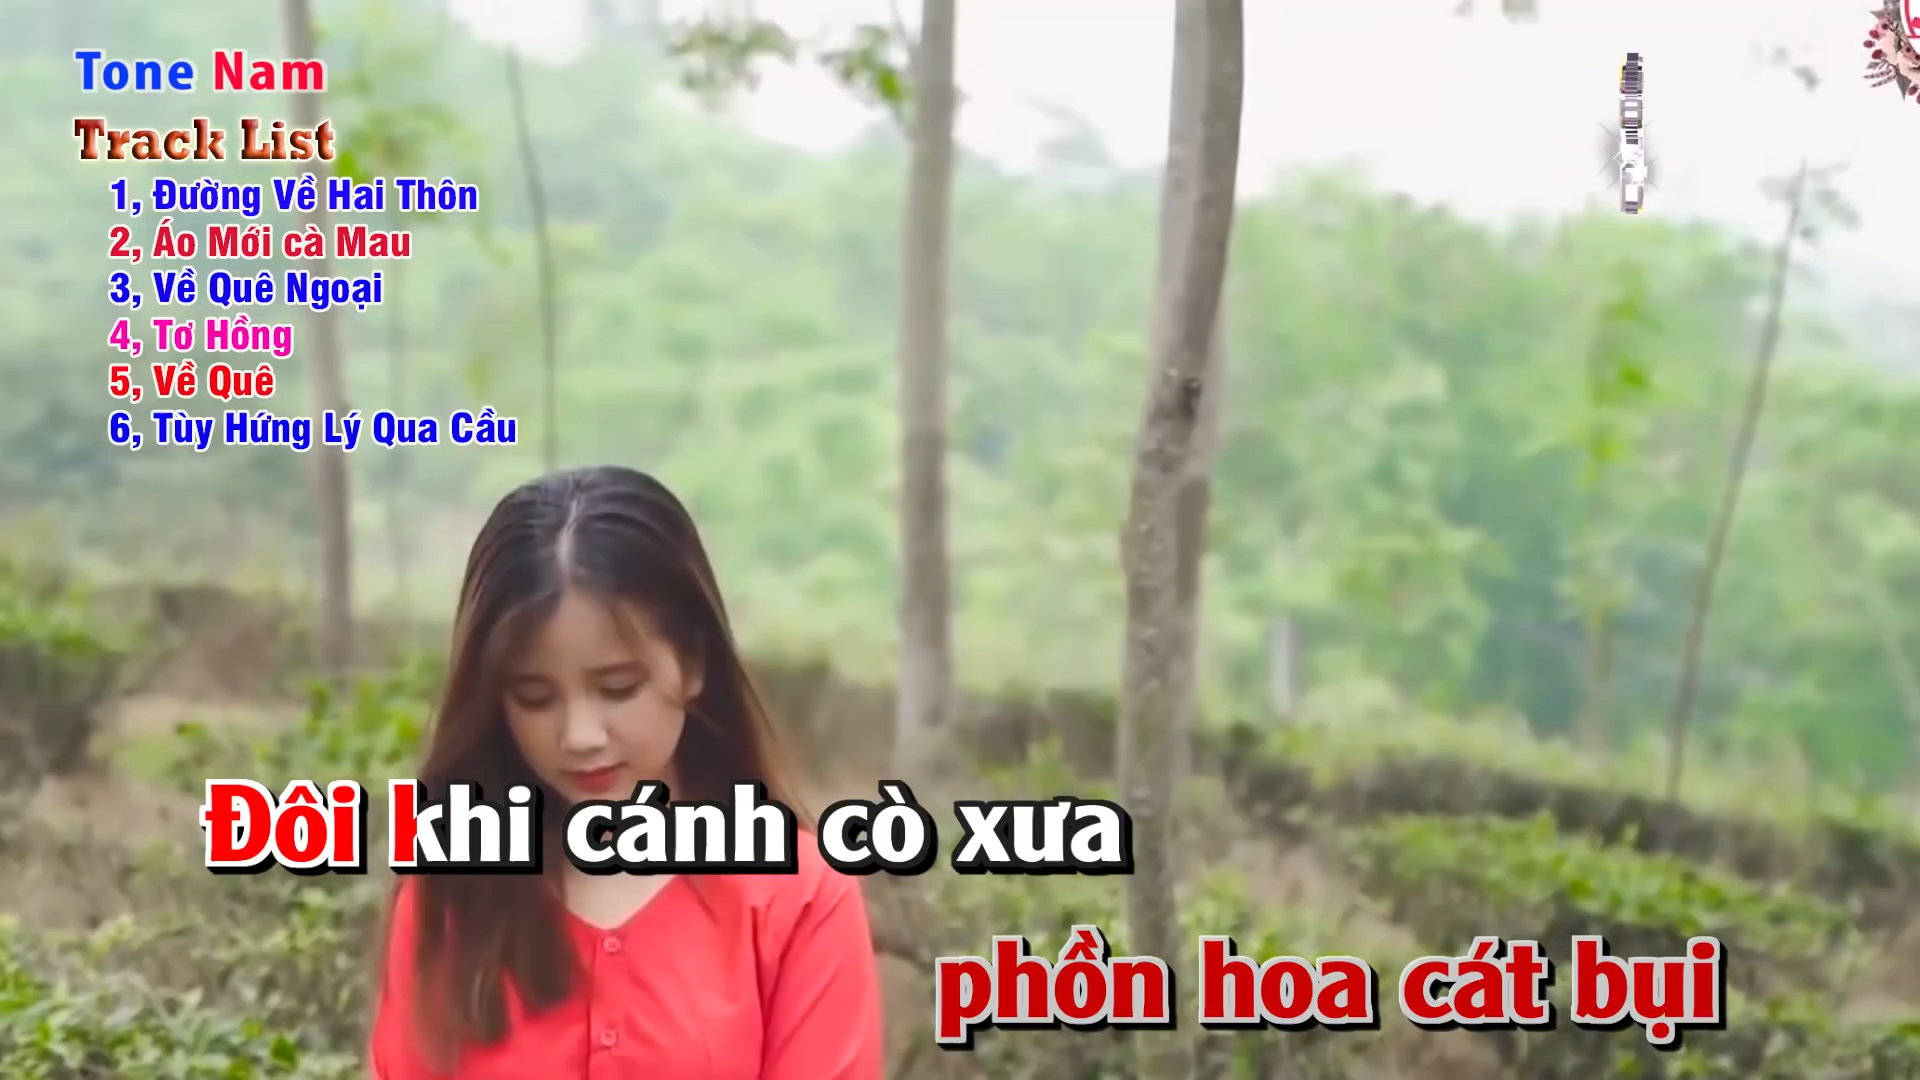 Tone Nam
Track List
1, Đường Về Hai Thôn
2, Áo Mới cà Mau
3, Về Quê Ngoại
4, Tơ Hồng
5, Về Quê
6, Tùy Hứng Lý Qua Cầu
Đôi khi cánh cò xưa
phồn hoa cát bụi